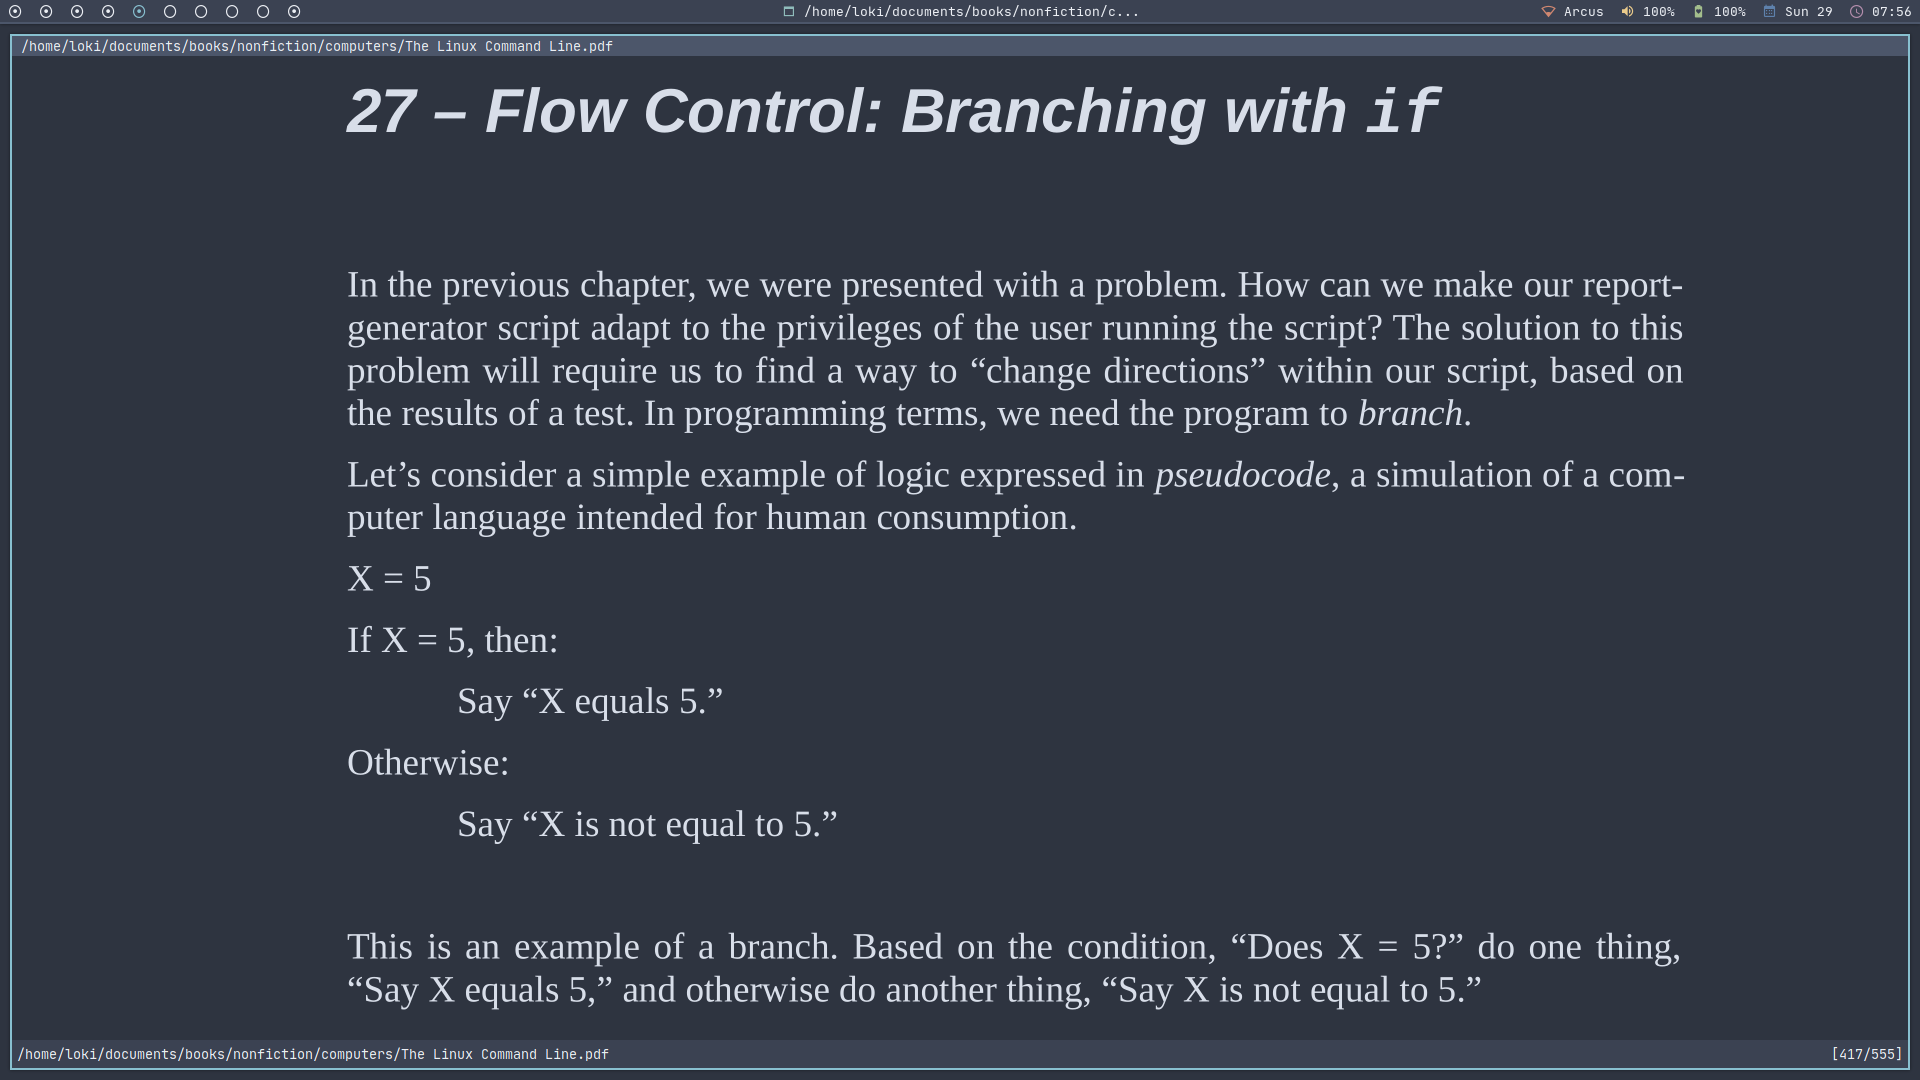 /home/loki/documents/books/nonfiction/c...
Arcus 100% 100% Sun 29 07:56
/home/loki/documents/books/nonfiction/computers/The Linux Command Line.pdf
27 – Flow Control: Branching with if
In the previous chapter, we were presented with a problem. How can we make our report-
generator script adapt to the privileges of the user running the script? The solution to this
problem will require us to find a way to “change directions” within our script, based on
the results of a test. In programming terms, we need the program to branch.
Let’s consider a simple example of logic expressed in pseudocode, a simulation of a com-
puter language intended for human consumption.
X = 5
If X = 5, then:
Say “X equals 5.”
Otherwise:
Say “X is not equal to 5.”
This is an example of a branch. Based on the condition, “Does X = 5?” do one thing,
“Say X equals 5,” and otherwise do another thing, “Say X is not equal to 5.”
/home/loki/documents/books/nonfiction/computers/The Linux Command Line.pdf
[417/555]